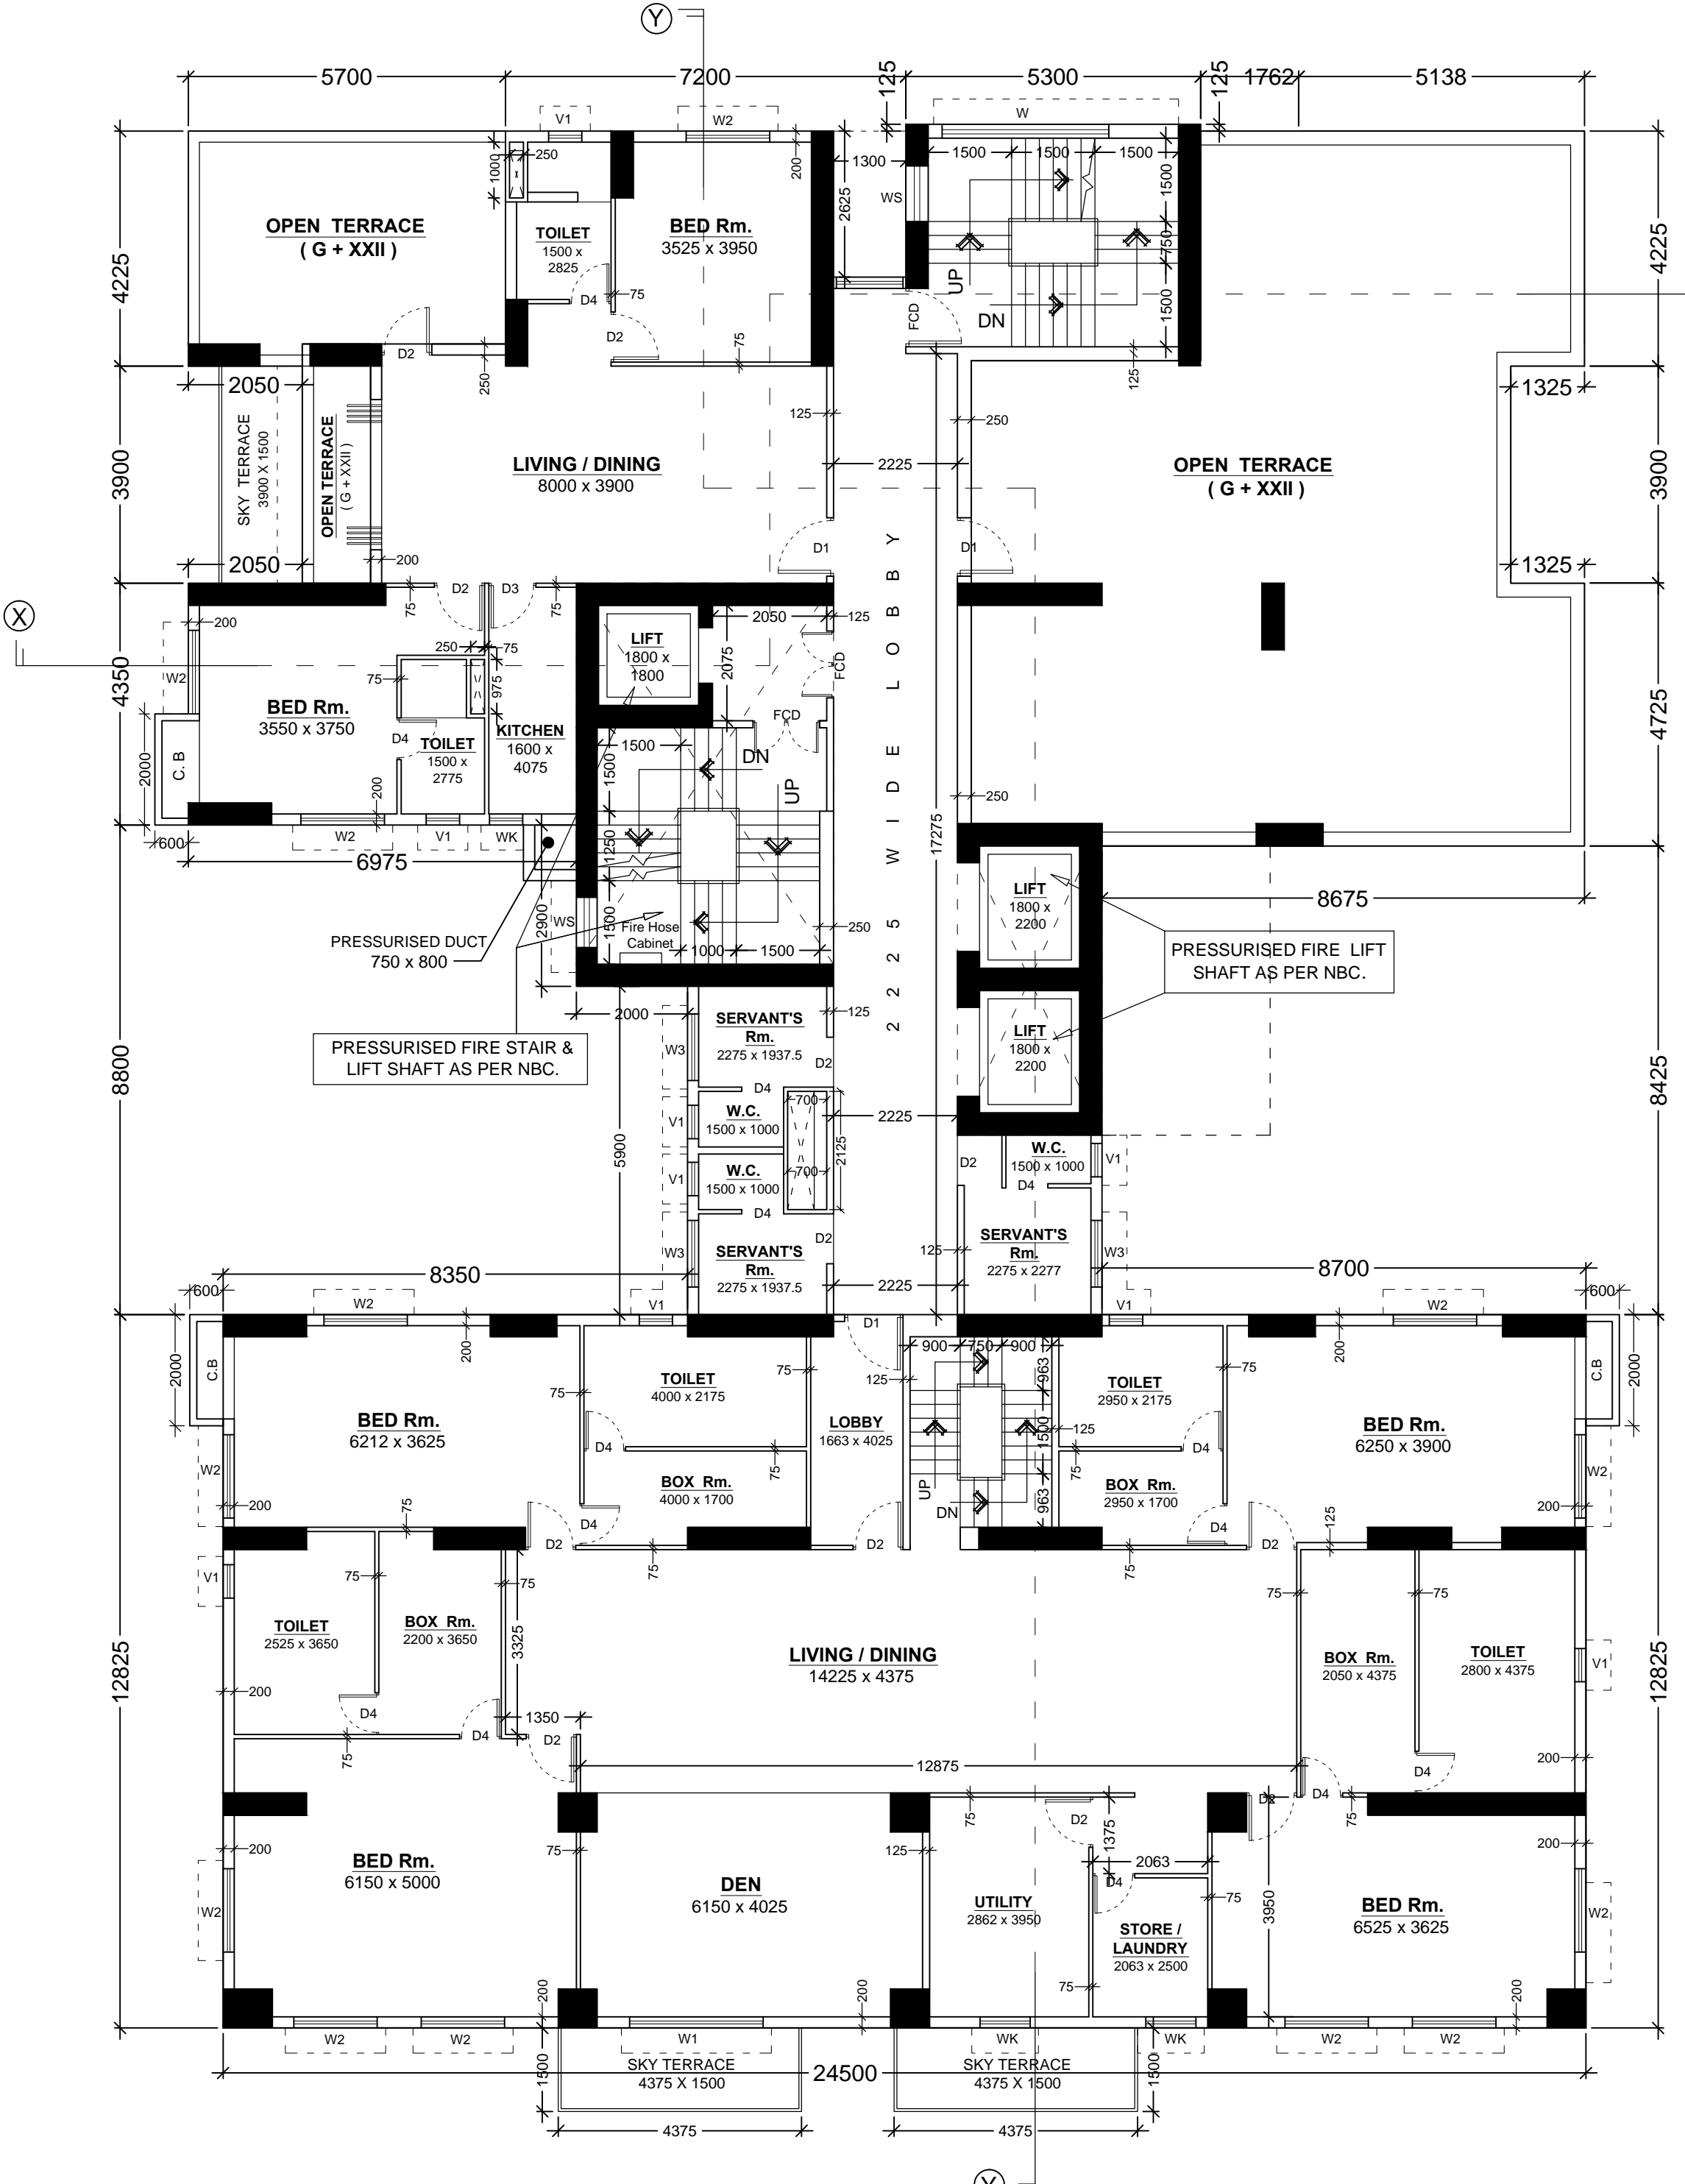 Y
5700
7200
125
5300
125
1762
5138
V1
W2
W
1000
250
200
1300
2625
WS
1500
1500
1500
1500
750
1500
4225
4225
OPEN TERRACE
( G + XXII )
TOILET
1500 x
2825
BED Rm.
3525 x 3950
UP
DN
FCD
D4
75
D2
75
D2
250
125
2050
1325
SKY TERRACE
3900 X 1500
OPEN TERRACE
( G + XXII )
125
250
3900
3900
LIVING / DINING
8000 x 3900
2225
OPEN TERRACE
( G + XXII )
D1
D1
2050
200
1325
75
D2
D3
75
X
200
250
75
LIFT
1800 x
1800
2050
125
2075
FCD
FCD
W2
4350
75
975
BED Rm.
3550 x 3750
D4
TOILET
1500 x
2775
KITCHEN
1600 x
4075
4725
C. B
2000
200
1500
DN
UP
1500
1250
1500
250
600
W2
V1
WK
6975
2225 WIDE LOBBY
17275
LIFT
1800 x
2200
8675
PRESSURISED DUCT
750 x 800
2900
WS
Fire Hose
Cabinet
1000
1500
250
PRESSURISED FIRE LIFT
SHAFT AS PER NBC.
2000
125
PRESSURISED FIRE STAIR &
LIFT SHAFT AS PER NBC.
SERVANT'S
Rm.
2275 x 1937.5
W3
D2
LIFT
1800 x
2200
8800
8425
D4
V1
W.C.
1500 x 1000
700
2125
2225
5900
V1
W.C.
1500 x 1000
700
D4
D2
W.C.
1500 x 1000
V1
D4
W3
SERVANT'S
Rm.
2275 x 1937.5
D2
125
SERVANT'S
Rm.
2275 x 2277
W3
8350
2225
8700
600
600
W2
V1
D1
V1
W2
2000
C.B
200
75
900
750
900
963
1500
963
75
200
C.B
2000
75
TOILET
4000 x 2175
125
TOILET
2950 x 2175
BED Rm.
6212 x 3625
LOBBY
1663 x 4025
125
BED Rm.
6250 x 3900
D4
75
D4
75
W2
BOX Rm.
4000 x 1700
UP
BOX Rm.
2950 x 1700
W2
200
75
D4
DN
D4
125
200
D2
75
D2
75
D2
V1
75
75
75
75
TOILET
2525 x 3650
BOX Rm.
2200 x 3650
3325
LIVING / DINING
14225 x 4375
BOX Rm.
2050 x 4375
TOILET
2800 x 4375
V1
12825
12825
200
D4
1350
D4
D2
75
12875
200
D4
D4
D2
75
D2
75
1375
200
75
125
200
BED Rm.
6150 x 5000
2063
D4
DEN
6150 x 4025
UTILITY
2862 x 3950
75
3950
BED Rm.
6525 x 3625
W2
W2
STORE /
LAUNDRY
2063 x 2500
75
200
200
200
W2
W2
W1
WK
WK
W2
W2
1500
SKY TERRACE
4375 X 1500
24500
SKY TERRACE
4375 X 1500
1500
4375
4375
Y